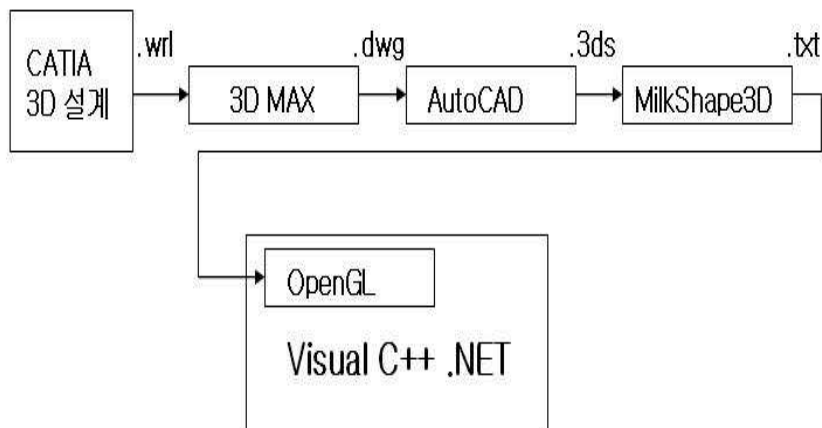 CATIA
3D 설계
.wrl
3D MAX
.dwg
AutoCAD
.3ds
MilkShape3D
.txt
OpenGL
Visual C++ .NET